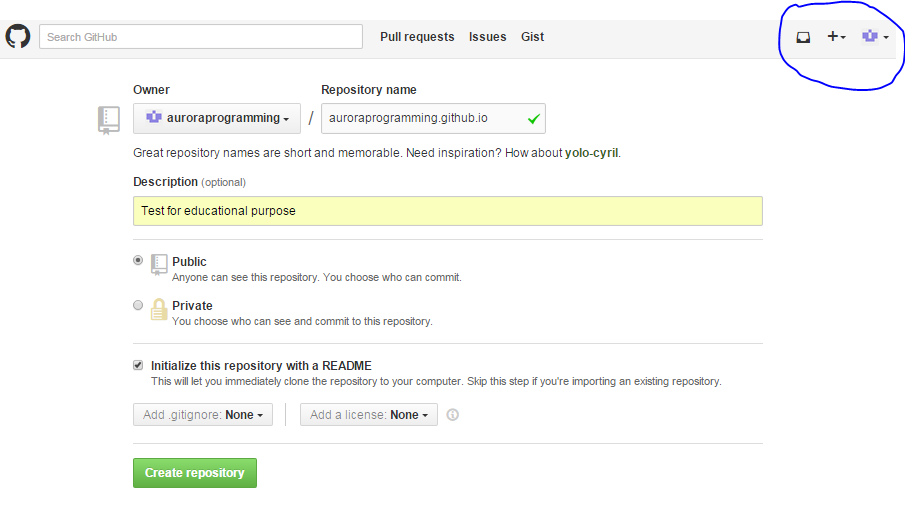 Search GitHub Pull requests Issues Gist
Owner Repository name
auroraprogramming / auroraprogramming.github.io
Great repository names are short and memorable. Need inspiration? How about yolo-cyril.
Description (optional)
Test for educational purpose
Public
Anyone can see this repository. You choose who can commit.
Private
You choose who can see and commit to this repository.
Initialize this repository with a README
This will let you immediately clone the repository to your computer. Skip this step if you're importing an existing repository.
Add .gitignore: None Add a license: None
Create repository